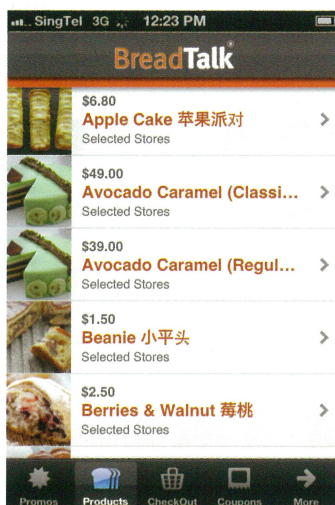 SingTel 3G 12:23 PM
BreadTalk®
$6.80
Apple Cake 苹果派对
Selected Stores
$49.00
Avocado Caramel (Classi...
Selected Stores
$39.00
Avocado Caramel (Regul...
Selected Stores
$1.50
Beanie 小平头
Selected Stores
$2.50
Berries & Walnut 莓桃
Selected Stores
Promos Products CheckOut Coupons More